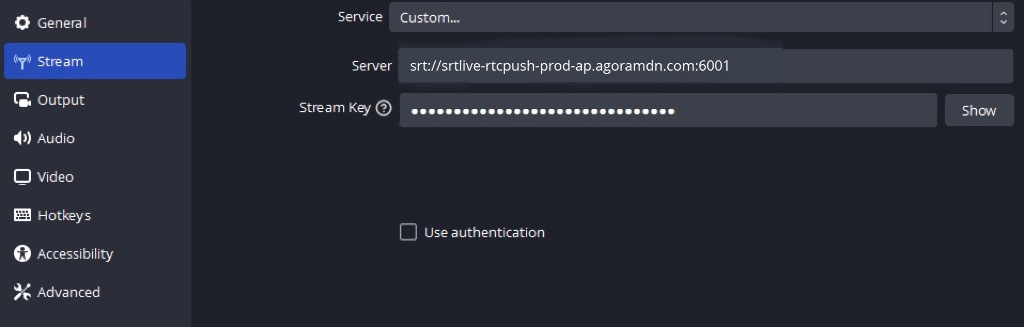 General
Stream
Output
Audio
Video
Hotkeys
Accessibility
Advanced
Service Custom...
Server srt://srtlive-rtcpush-prod-ap.agoramdn.com:6001
Stream Key ? ●●●●●●●●●●●●●●●●●●●●●●●●●●●●●●● Show
Use authentication